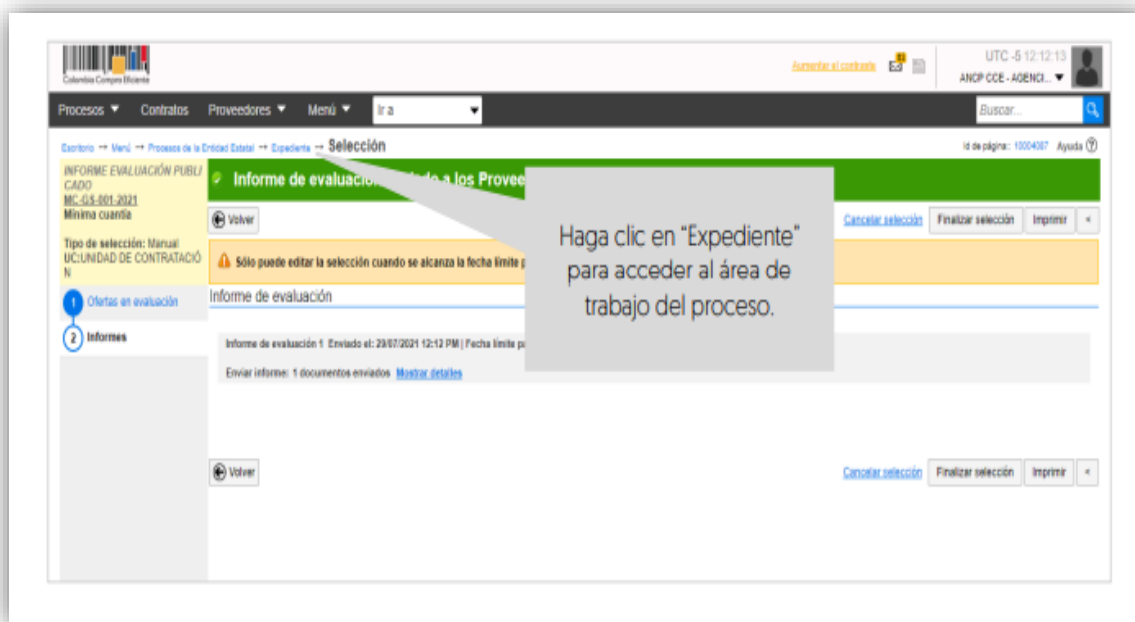 Colombia Compra Eficiente
Aumentar el contraste
UTC -5 12:12:13
ANCP CCE - AGENCI...
Procesos Contratos Proveedores Menú Ir a Buscar...
Escritorio → Menú → Procesos de la Entidad Estatal → Expediente → Selección
Id de página: 10004087 Ayuda
INFORME EVALUACIÓN PUBLI
CADO
MC-GS-001-2021
Mínima cuantía
Tipo de selección: Manual
UC:UNIDAD DE CONTRATACIÓ
N
1 Ofertas en evaluación
2 Informes
Informe de evaluación a los Provee
Volver Cancelar selección Finalizar selección Imprimir <
Sólo puede editar la selección cuando se alcanza la fecha límite p
Informe de evaluación
Informe de evaluación 1 Enviado el: 29/07/2021 12:12 PM | Fecha límite pa
Enviar informe: 1 documentos enviados Mostrar detalles
Haga clic en “Expediente”
para acceder al área de
trabajo del proceso.
Volver Cancelar selección Finalizar selección Imprimir <